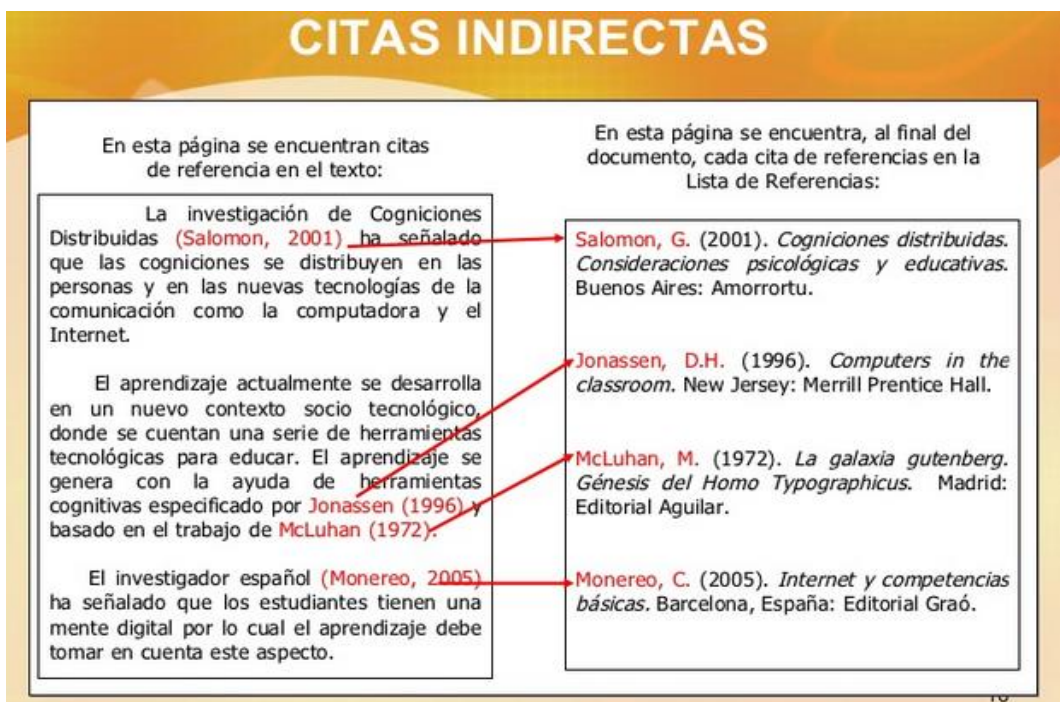 CITAS INDIRECTAS
En esta página se encuentran citas
de referencia en el texto:
La investigación de Cogniciones
Distribuidas (Salomon, 2001) ha señalado
que las cogniciones se distribuyen en las
personas y en las nuevas tecnologías de la
comunicación como la computadora y el
Internet.
El aprendizaje actualmente se desarrolla
en un nuevo contexto socio tecnológico,
donde se cuentan una serie de herramientas
tecnológicas para educar. El aprendizaje se
genera con la ayuda de herramientas
cognitivas especificado por Jonassen (1996) y
basado en el trabajo de McLuhan (1972).
El investigador español (Monereo, 2005)
ha señalado que los estudiantes tienen una
mente digital por lo cual el aprendizaje debe
tomar en cuenta este aspecto.
En esta página se encuentra, al final del
documento, cada cita de referencias en la
Lista de Referencias:
Salomon, G. (2001). Cogniciones distribuidas.
Consideraciones psicológicas y educativas.
Buenos Aires: Amorrortu.
Jonassen, D.H. (1996). Computers in the
classroom. New Jersey: Merrill Prentice Hall.
McLuhan, M. (1972). La galaxia gutenberg.
Génesis del Homo Typographicus. Madrid:
Editorial Aguilar.
Monereo, C. (2005). Internet y competencias
básicas. Barcelona, España: Editorial Graó.